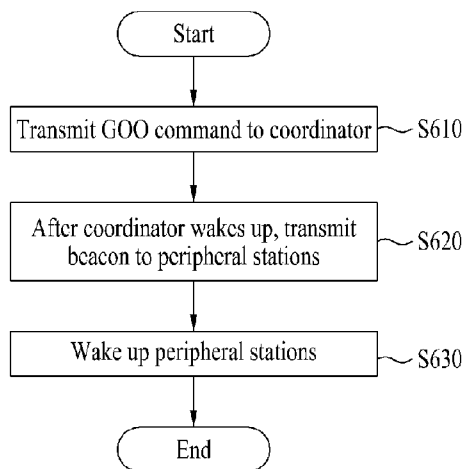 Start
Transmit GOO command to coordinator
S610
After coordinator wakes up, transmit
beacon to peripheral stations
S620
Wake up peripheral stations
S630
End